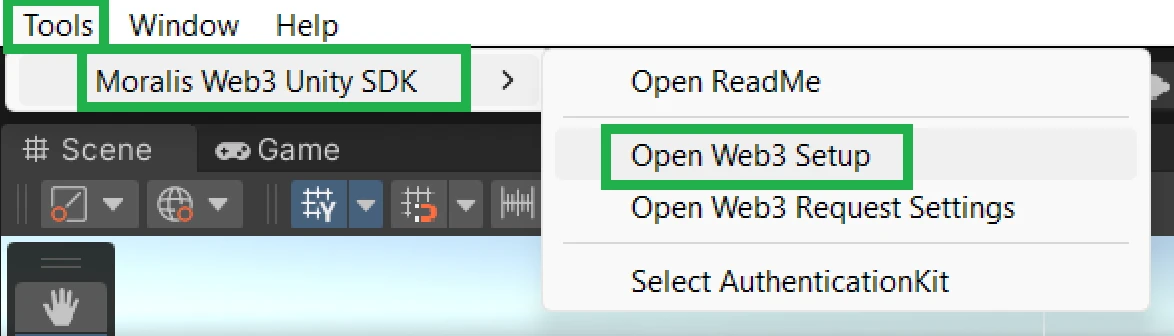 Tools Window Help
Moralis Web3 Unity SDK
Open ReadMe
Open Web3 Setup
Open Web3 Request Settings
Select AuthenticationKit
Scene Game
Y